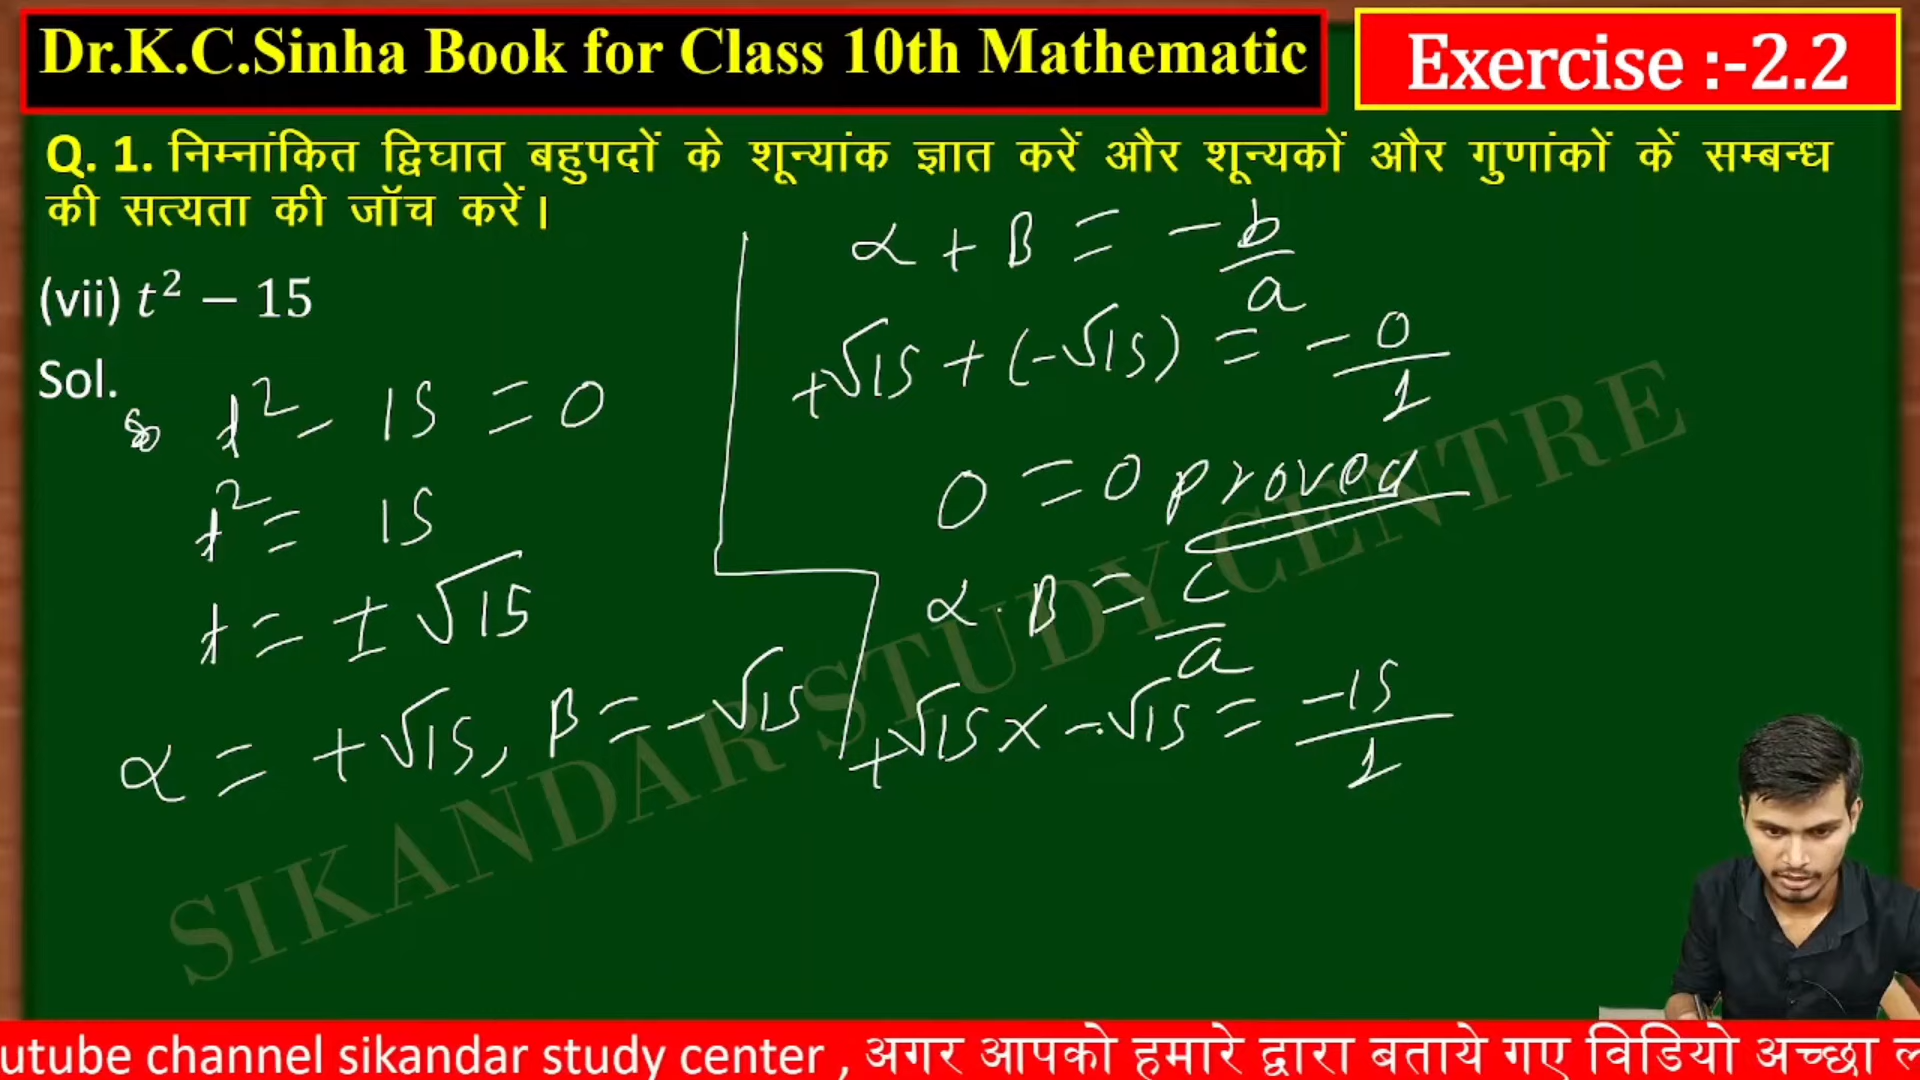 Dr.K.C.Sinha Book for Class 10th Mathematic
Exercise :-2.2
Q. 1. निम्नांकित द्विघात बहुपदों के शून्यांक ज्ञात करें और शून्यकों और गुणांकों कें सम्बन्ध
की सत्यता की जॉच करें।
(vii) t² − 15
Sol.
t² - 15 = 0
t² = 15
t = ± √15
α = +√15, β = -√15
α + β = -b/a
+√15 + (-√15) = -0/1
0 = 0 proved
α . β = c/a
+√15 × -√15 = -15/1
SIKANDAR STUDY CENTRE
utube channel sikandar study center , अगर आपको हमारे द्वारा बताये गए विडियो अच्छा